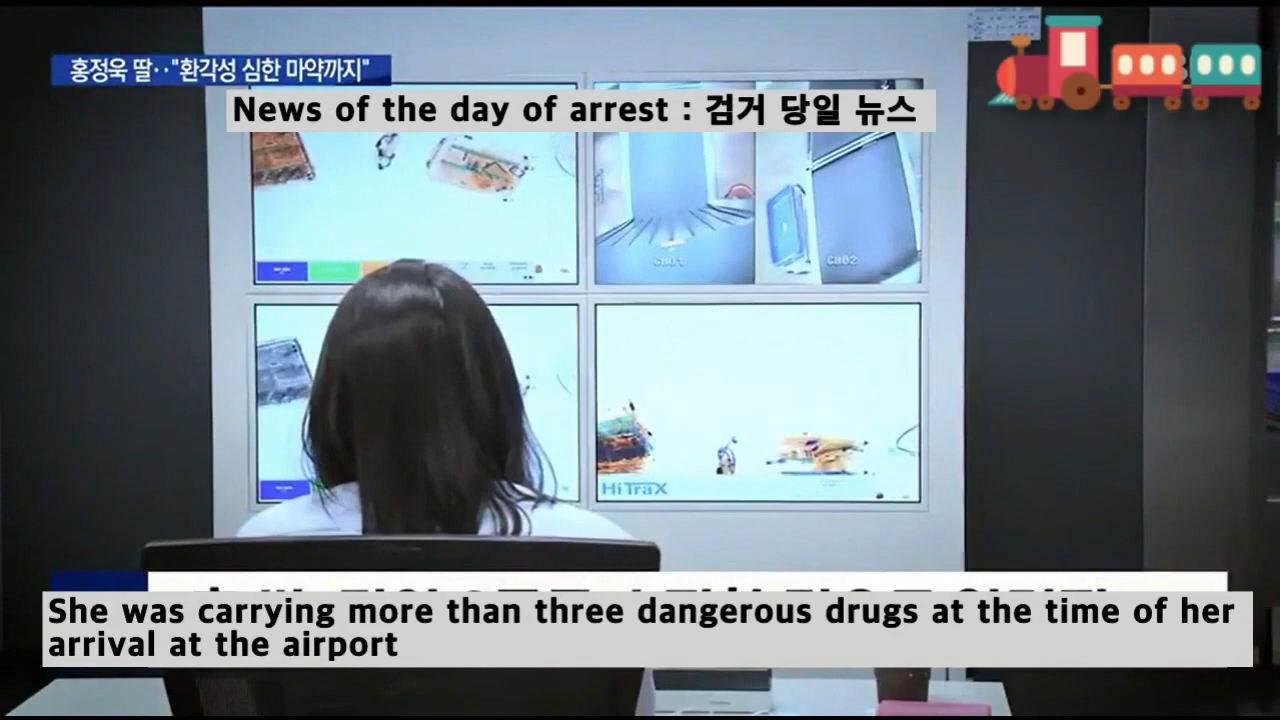 홍정욱 딸··"환각성 심한 마약까지"
News of the day of arrest : 검거 당일 뉴스
CH01
CH02
HiTraX
She was carrying more than three dangerous drugs at the time of her
arrival at the airport